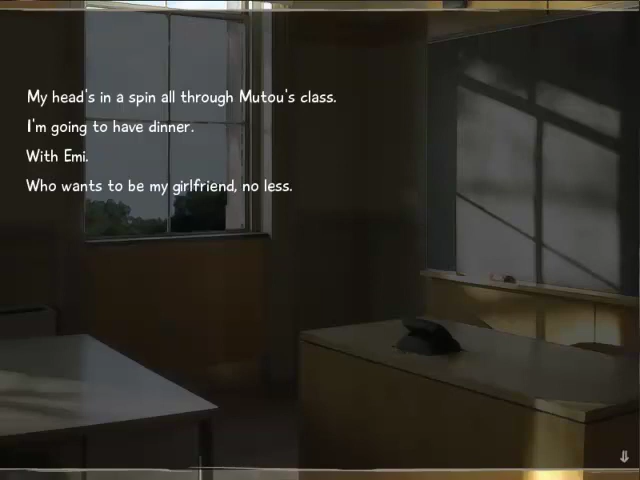 My head's in a spin all through Mutou's class.
I'm going to have dinner.
With Emi.
Who wants to be my girlfriend, no less.